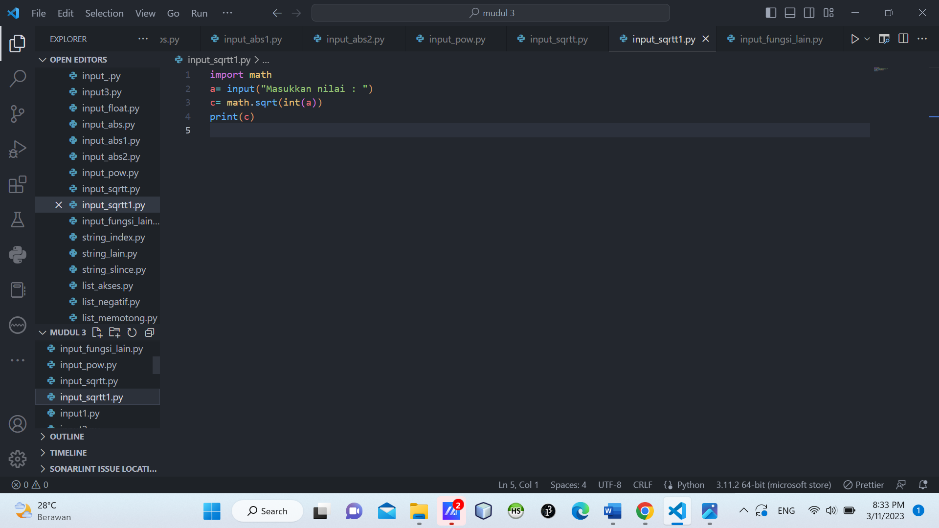 File Edit Selection View Go Run ··· mudul 3
EXPLORER ··· os.py input_abs1.py input_abs2.py input_pow.py input_sqrtt.py input_sqrtt1.py input_fungsi_lain.py
OPEN EDITORS
input_.py
input3.py
input_float.py
input_abs.py
input_abs1.py
input_abs2.py
input_pow.py
input_sqrtt.py
input_sqrtt1.py
input_fungsi_lain...
string_index.py
string_lain.py
string_slince.py
list_akses.py
list_negatif.py
list_memotong.py
MUDUL 3
input_fungsi_lain.py
input_pow.py
input_sqrtt.py
input_sqrtt1.py
input1.py
OUTLINE
TIMELINE
SONARLINT ISSUE LOCATI...
input_sqrtt1.py > ...
1 import math
2 a= input("Masukkan nilai : ")
3 c= math.sqrt(int(a))
4 print(c)
5
0 0 Ln 5, Col 1 Spaces: 4 UTF-8 CRLF Python 3.11.2 64-bit (microsoft store) Prettier
28°C
Berawan
Search
2
HS!
ENG
8:33 PM
3/11/2023
1